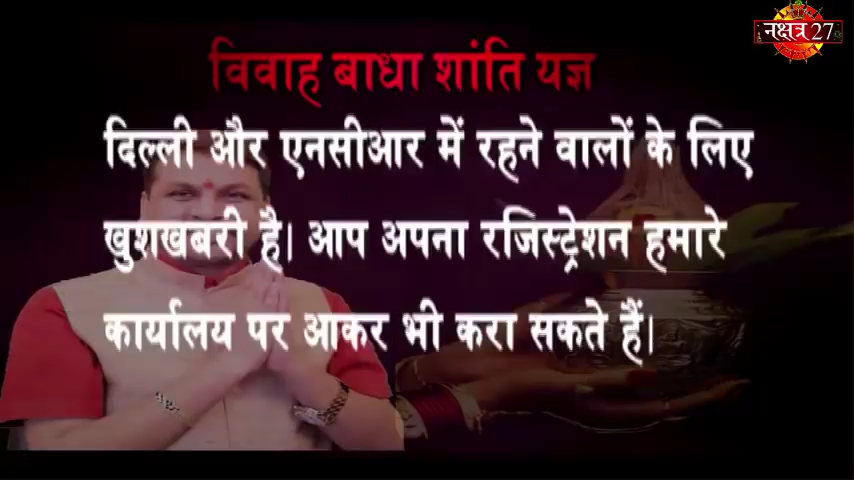 नक्षत्र 27
विवाह बाधा शांति यज्ञ
दिल्ली और एनसीआर में रहने वालों के लिए
खुशखबरी है। आप अपना रजिस्ट्रेशन हमारे
कार्यालय पर आकर भी करा सकते हैं।